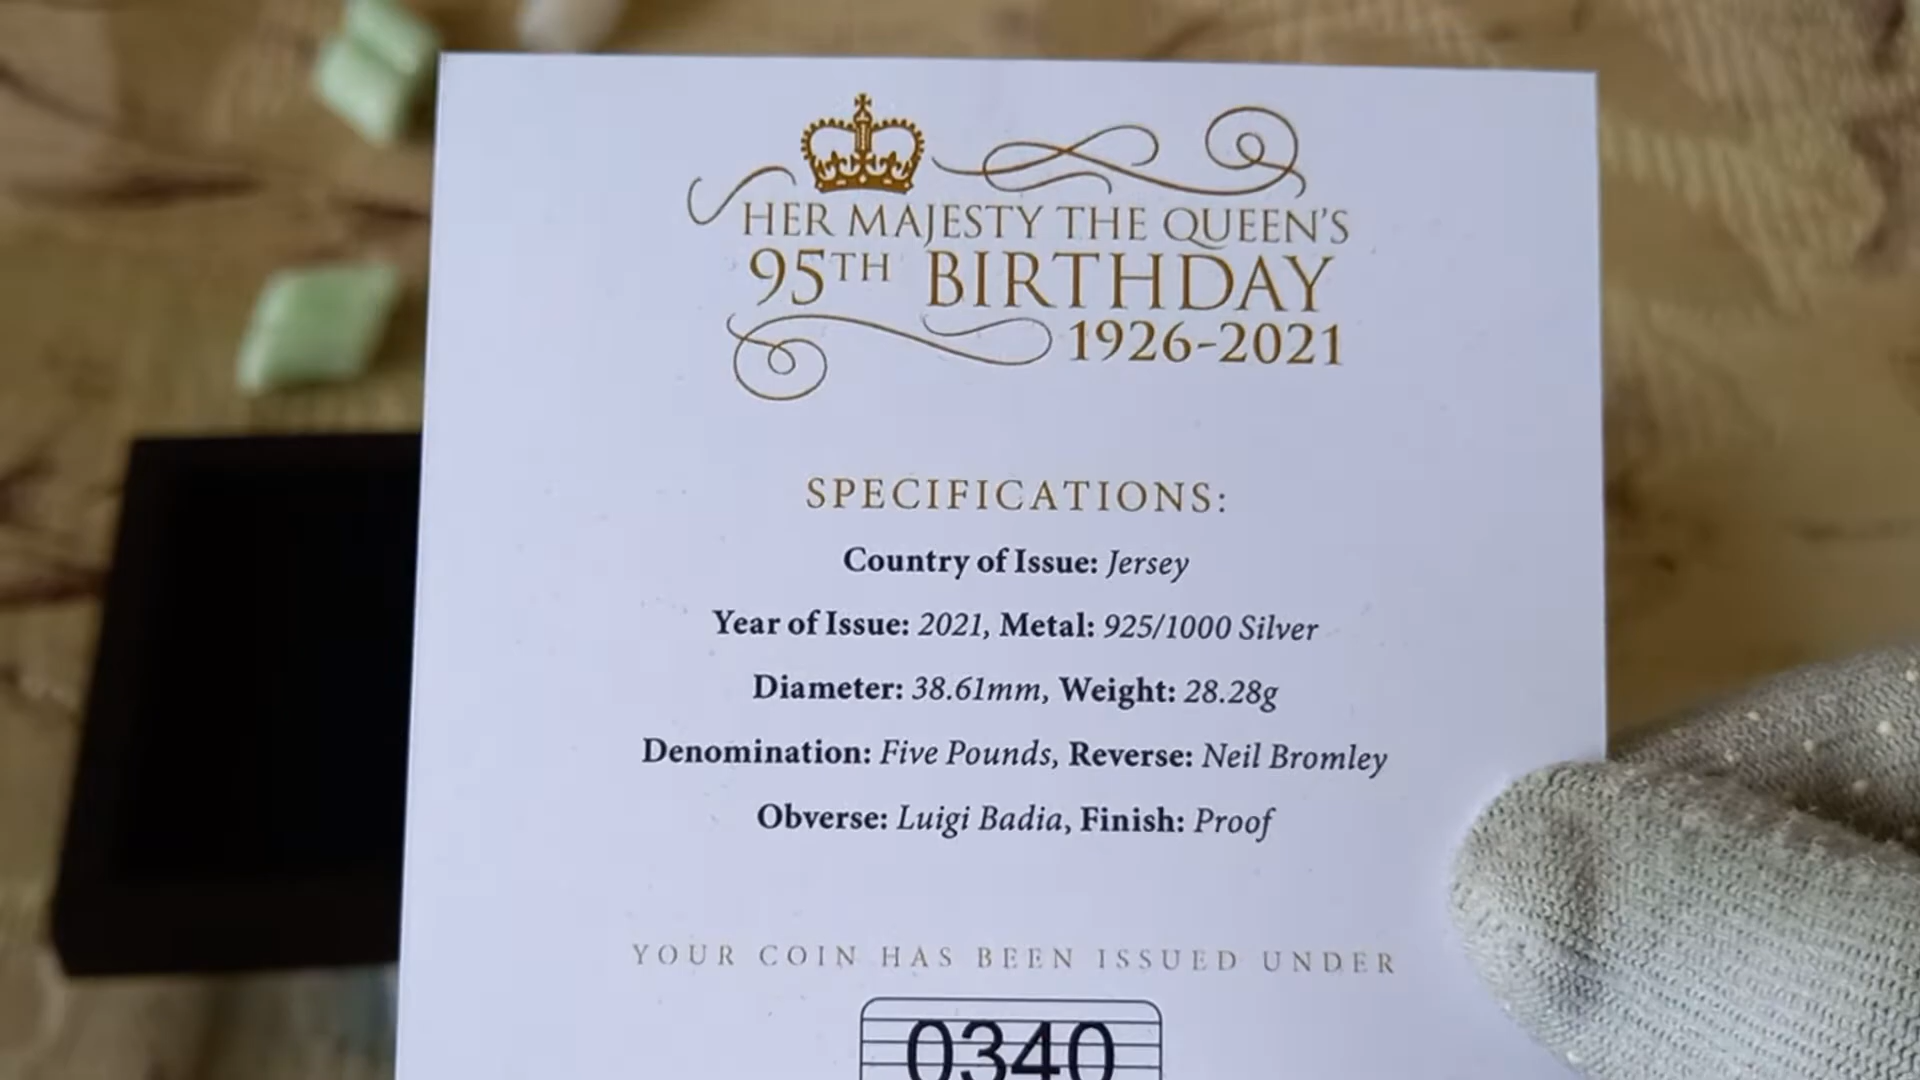 HER MAJESTY THE QUEEN'S
95TH BIRTHDAY
1926-2021
SPECIFICATIONS:
Country of Issue: Jersey
Year of Issue: 2021, Metal: 925/1000 Silver
Diameter: 38.61mm, Weight: 28.28g
Denomination: Five Pounds, Reverse: Neil Bromley
Obverse: Luigi Badia, Finish: Proof
YOUR COIN HAS BEEN ISSUED UNDER
0340